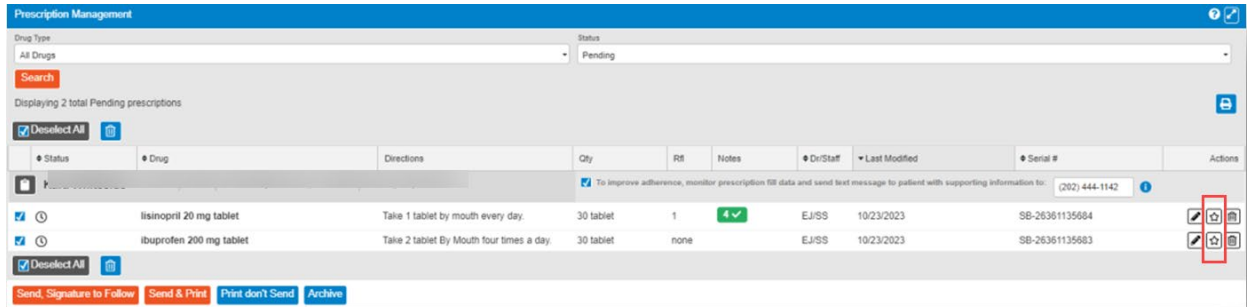 Prescription Management
Drug Type Status
All Drugs Pending
Search
Displaying 2 total Pending prescriptions
Deselect All
Status Drug Directions Qty Rfl Notes Dr/Staff Last Modified Serial # Actions
To improve adherence, monitor prescription fill data and send text message to patient with supporting information to: (202) 444-1142
lisinopril 20 mg tablet Take 1 tablet by mouth every day. 30 tablet 1 4 EJ/SS 10/23/2023 SB-26361135684
ibuprofen 200 mg tablet Take 2 tablet By Mouth four times a day. 30 tablet none EJ/SS 10/23/2023 SB-26361135683
Deselect All
Send, Signature to Follow Send & Print Print don't Send Archive